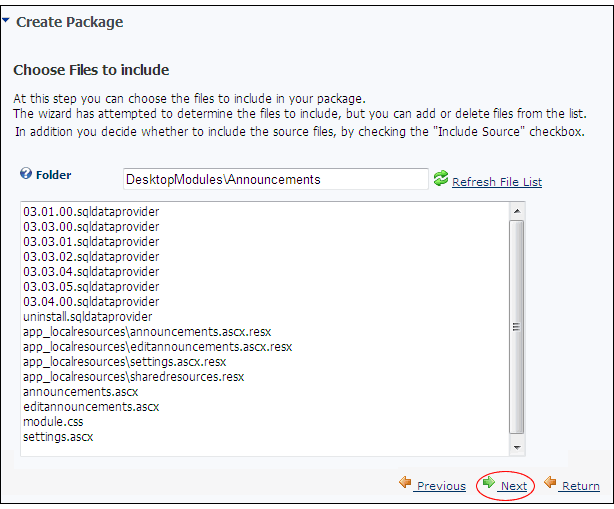 Create Package
Choose Files to include
At this step you can choose the files to include in your package.
The wizard has attempted to determine the files to include, but you can add or delete files from the list.
In addition you decide whether to include the source files, by checking the "Include Source" checkbox.
Folder
DesktopModules\Announcements
Refresh File List
03.01.00.sqldataprovider
03.03.00.sqldataprovider
03.03.01.sqldataprovider
03.03.02.sqldataprovider
03.03.04.sqldataprovider
03.03.05.sqldataprovider
03.04.00.sqldataprovider
uninstall.sqldataprovider
app_localresources\announcements.ascx.resx
app_localresources\editannouncements.ascx.resx
app_localresources\settings.ascx.resx
app_localresources\sharedresources.resx
announcements.ascx
editannouncements.ascx
module.css
settings.ascx
Previous Next Return